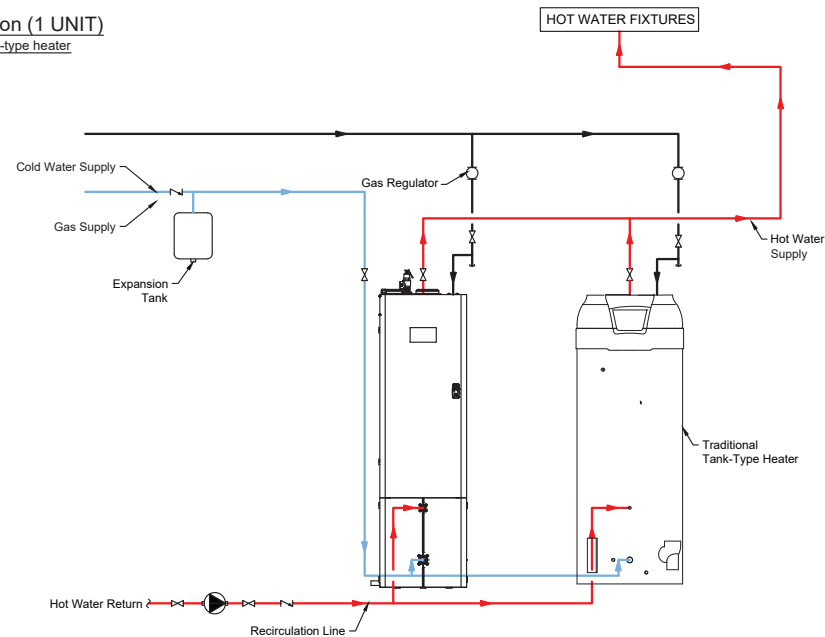 on (1 UNIT)
-type heater
HOT WATER FIXTURES
Cold Water Supply
Gas Regulator
Gas Supply
Hot Water
Supply
Expansion
Tank
Traditional
Tank-Type Heater
Hot Water Return
Recirculation Line